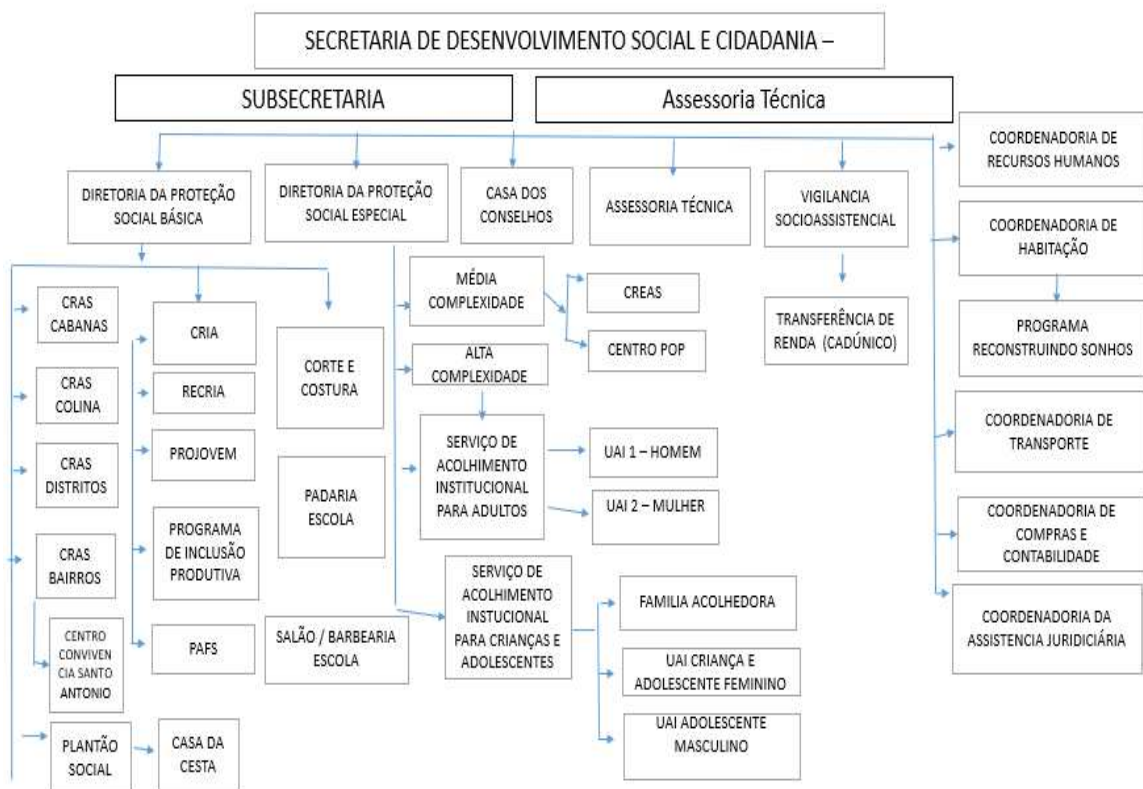 SECRETARIA DE DESENVOLVIMENTO SOCIAL E CIDADANIA –
SUBSECRETARIA
Assessoria Técnica
DIRETORIA DA PROTEÇÃO
SOCIAL BÁSICA
DIRETORIA DA PROTEÇÃO
SOCIAL ESPECIAL
CASA DOS
CONSELHOS
ASSESSORIA TÉCNICA
VIGILANCIA
SOCIOASSISTENCIAL
COORDENADORIA DE
RECURSOS HUMANOS
COORDENADORIA DE
HABITAÇÃO
PROGRAMA
RECONSTRUINDO SONHOS
COORDENADORIA DE
TRANSPORTE
COORDENADORIA DE
COMPRAS E
CONTABILIDADE
COORDENADORIA DA
ASSISTENCIA JURIDICIÁRIA
TRANSFERÊNCIA DE
RENDA (CADÚNICO)
CRAS
CABANAS
CRAS
COLINA
CRAS
DISTRITOS
CRAS
BAIRROS
CENTRO
CONVIVEN
CIA SANTO
ANTONIO
PLANTÃO
SOCIAL
CASA DA
CESTA
CRIA
RECRIA
PROJOVEM
PROGRAMA
DE INCLUSÃO
PRODUTIVA
PAFS
CORTE E
COSTURA
PADARIA
ESCOLA
SALÃO / BARBEARIA
ESCOLA
MÉDIA
COMPLEXIDADE
CREAS
CENTRO POP
ALTA
COMPLEXIDADE
SERVIÇO DE
ACOLHIMENTO
INSTITUCIONAL
PARA ADULTOS
UAI 1 – HOMEM
UAI 2 – MULHER
SERVIÇO DE
ACOLHIMENTO
INSTUCIONAL
PARA CRIANÇAS E
ADOLESCENTES
FAMILIA ACOLHEDORA
UAI CRIANÇA E
ADOLESCENTE FEMININO
UAI ADOLESCENTE
MASCULINO